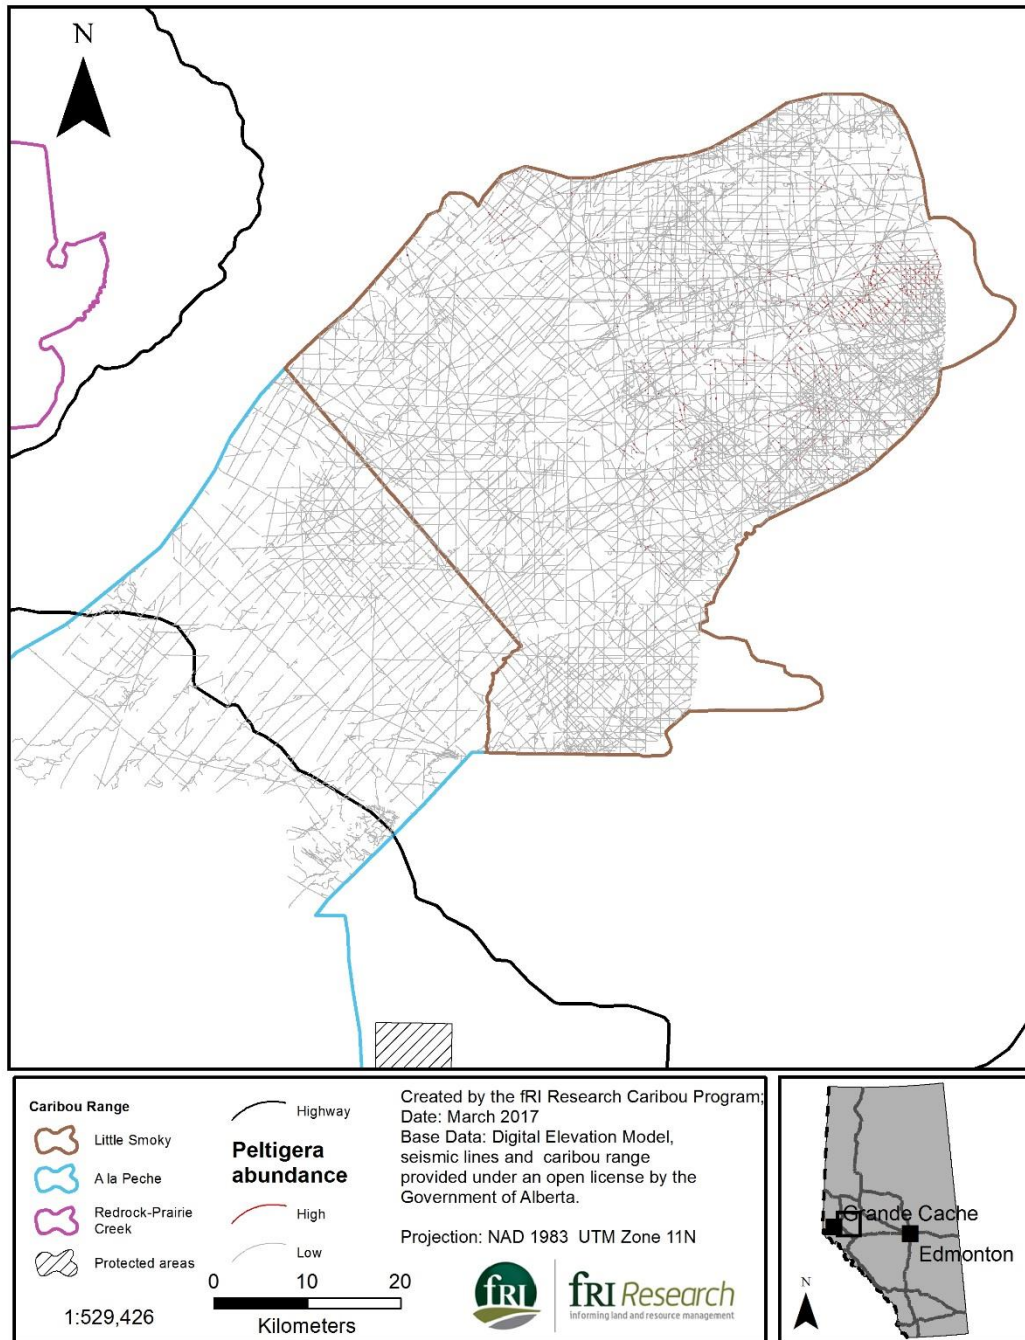 N
Caribou Range
Little Smoky
A la Peche
Redrock-Prairie
Creek
Protected areas
1:529,426
Highway
Peltigera
abundance
High
Low
0 10 20
Kilometers
Created by the fRI Research Caribou Program;
Date: March 2017
Base Data: Digital Elevation Model,
seismic lines and caribou range
provided under an open license by the
Government of Alberta.
Projection: NAD 1983 UTM Zone 11N
fRI
fRI Research
informing land and resource management
Grande Cache
Edmonton
N